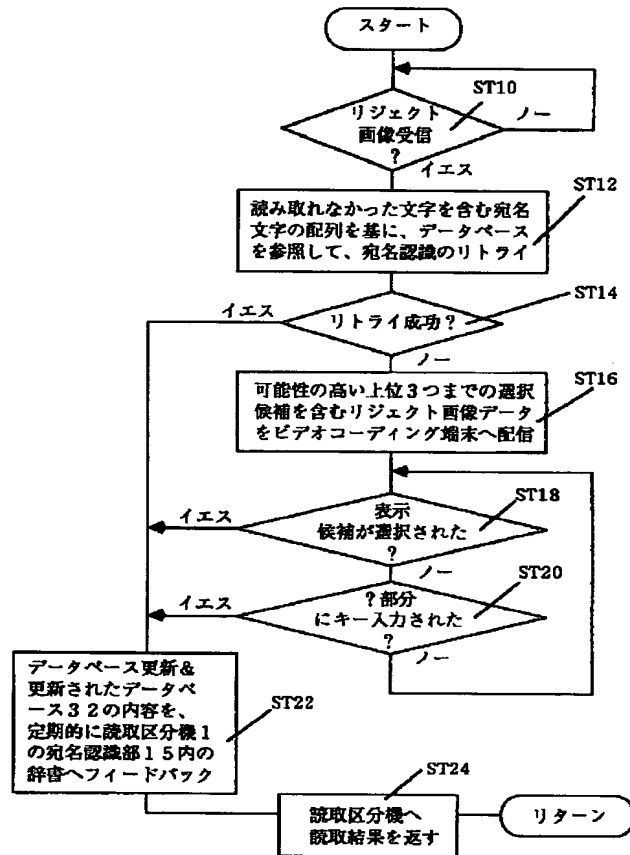 スタート
ST10
リジェクト
画像受信
?
ノー
イエス
ST12
読み取れなかった文字を含む宛名
文字の配列を基に、データベース
を参照して、宛名認識のリトライ
ST14
イエス
リトライ成功?
ノー
ST16
可能性の高い上位3つまでの選択
候補を含むリジェクト画像データ
をビデオコーディング端末へ配信
ST18
イエス
表示
候補が選択された
?
ノー
ST20
イエス
?部分
にキー入力された
?
ノー
データベース更新&
更新されたデータベ
ース32の内容を、
定期的に読取区分機1
の宛名認識部15内の
辞書へフィードバック
ST22
ST24
読取区分機へ
読取結果を返す
リターン